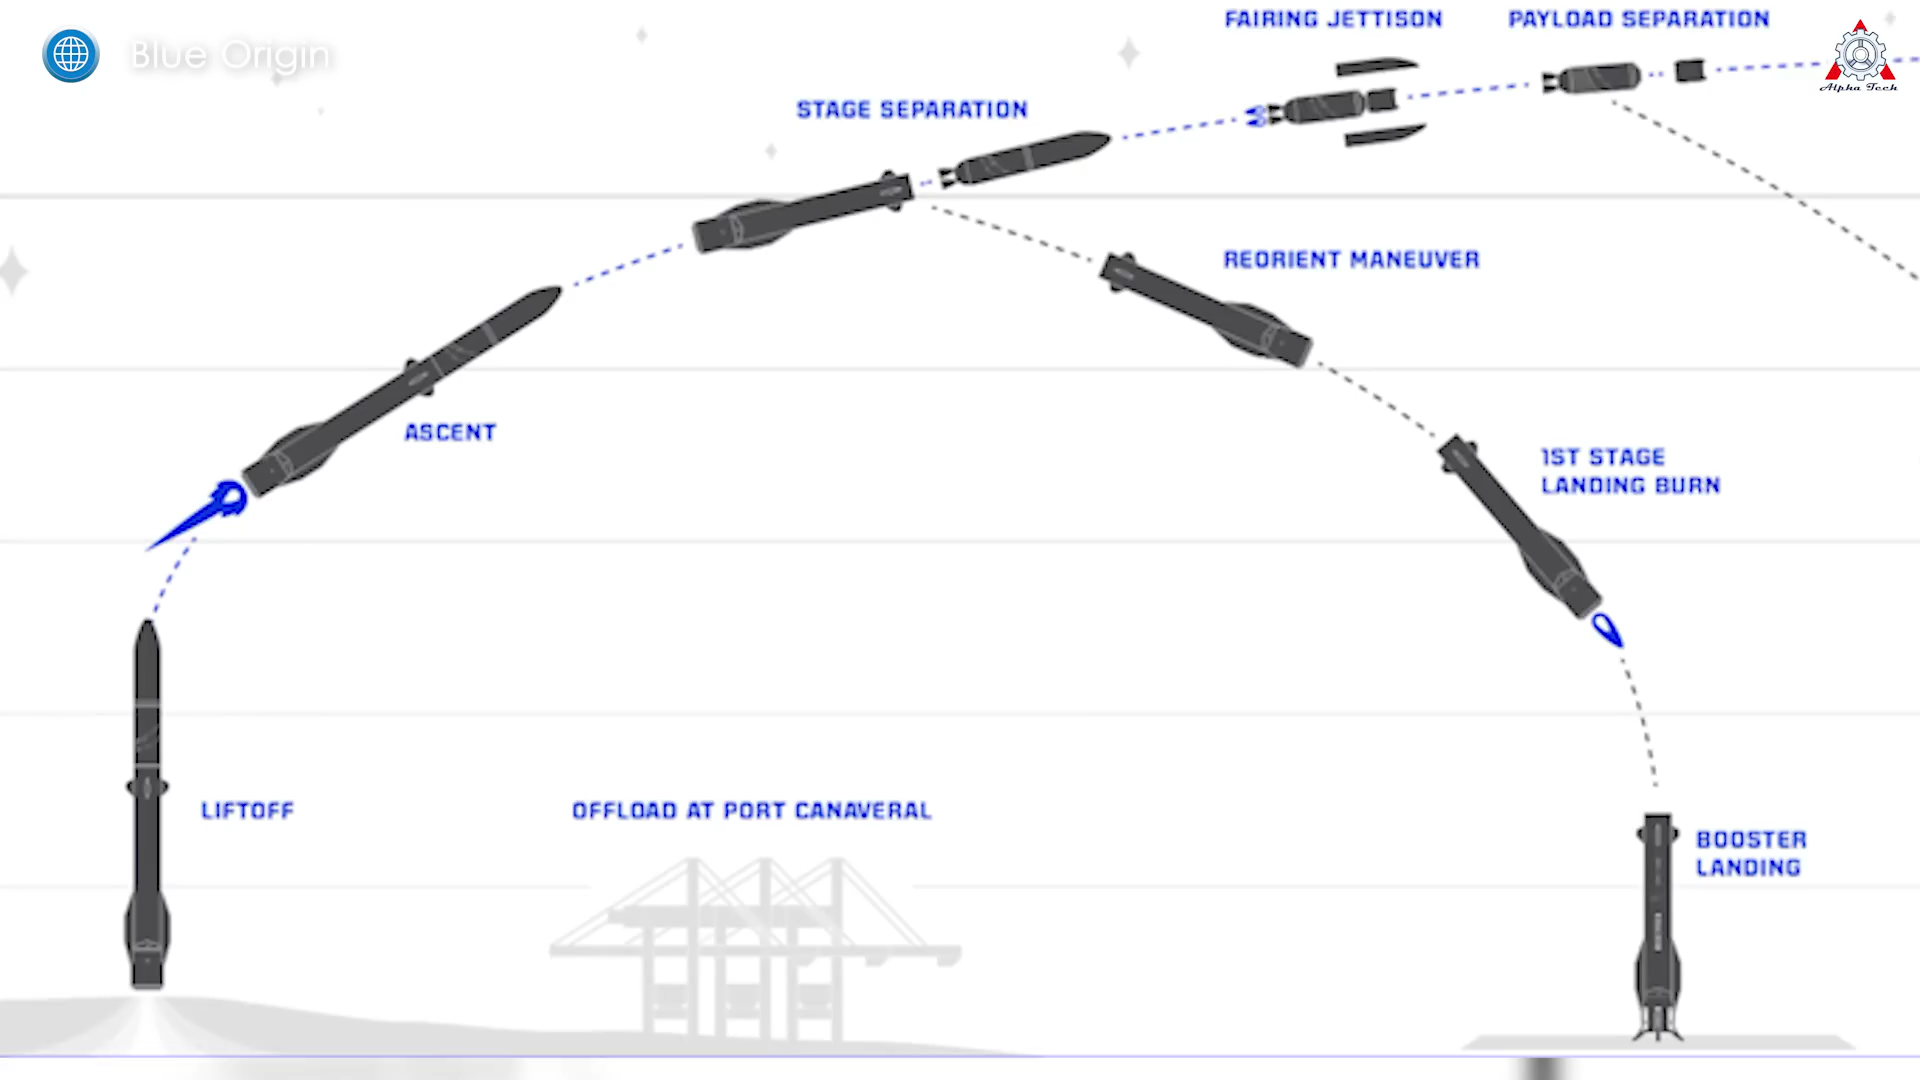 FAIRING JETTISON
PAYLOAD SEPARATION
Blue Origin
Alpha Tech
STAGE SEPARATION
REORIENT MANEUVER
ASCENT
1ST STAGE
LANDING BURN
LIFTOFF
OFFLOAD AT PORT CANAVERAL
BOOSTER
LANDING